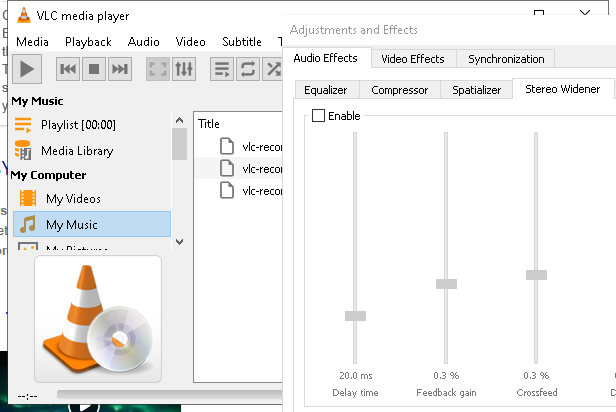 VLC media player
Media Playback Audio Video Subtitle
My Music
Playlist [00:00]
Media Library
My Computer
My Videos
My Music
My Pictures
--:--
Title
vlc-recor
vlc-recor
vlc-recor
Adjustments and Effects
Audio Effects Video Effects Synchronization
Equalizer Compressor Spatializer Stereo Widener
Enable
20.0 ms 0.3 % 0.3 %
Delay time Feedback gain Crossfeed